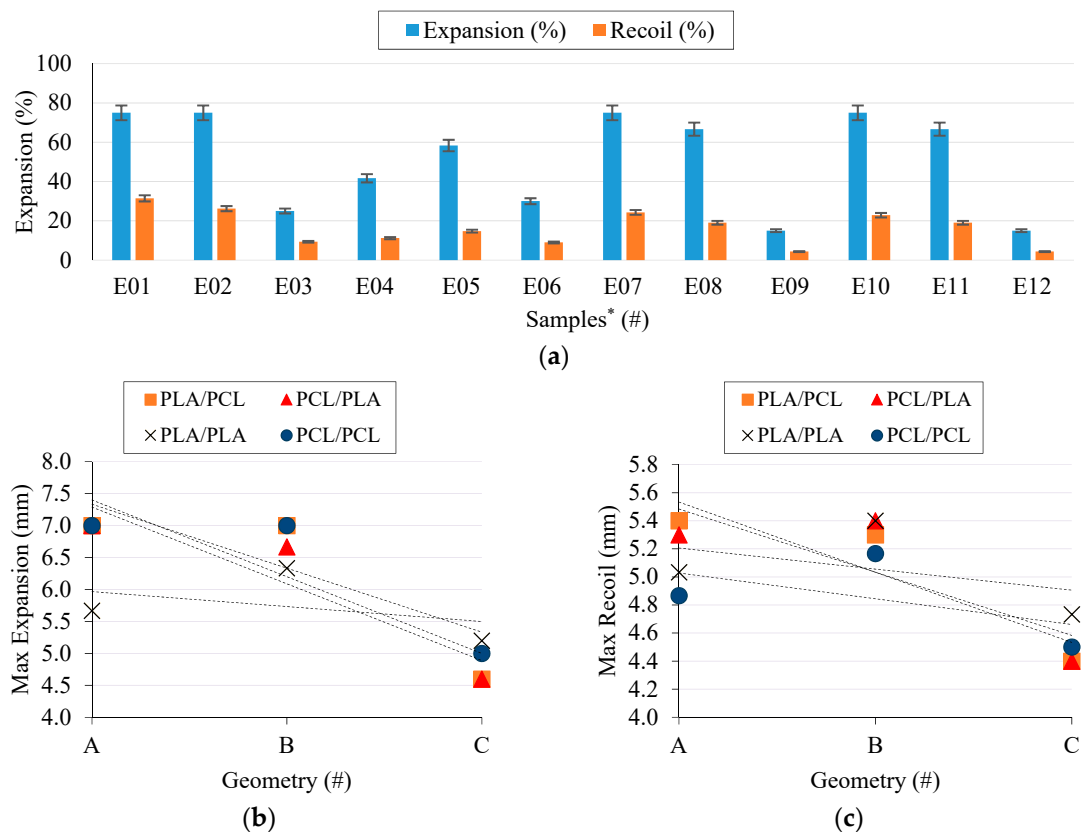 Expansion (%) Recoil (%)
100
80
60
40
20
0
Expansion (%)
E01 E02 E03 E04 E05 E06 E07 E08 E09 E10 E11 E12
Samples* (#)
(a)
PLA/PCL PCL/PLA
PLA/PLA PCL/PCL
8.0
7.5
7.0
6.5
6.0
5.5
5.0
4.5
4.0
Max Expansion (mm)
A B C
Geometry (#)
(b)
PLA/PCL PCL/PLA
PLA/PLA PCL/PCL
5.8
5.6
5.4
5.2
5.0
4.8
4.6
4.4
4.2
4.0
Max Recoil (mm)
A B C
Geometry (#)
(c)